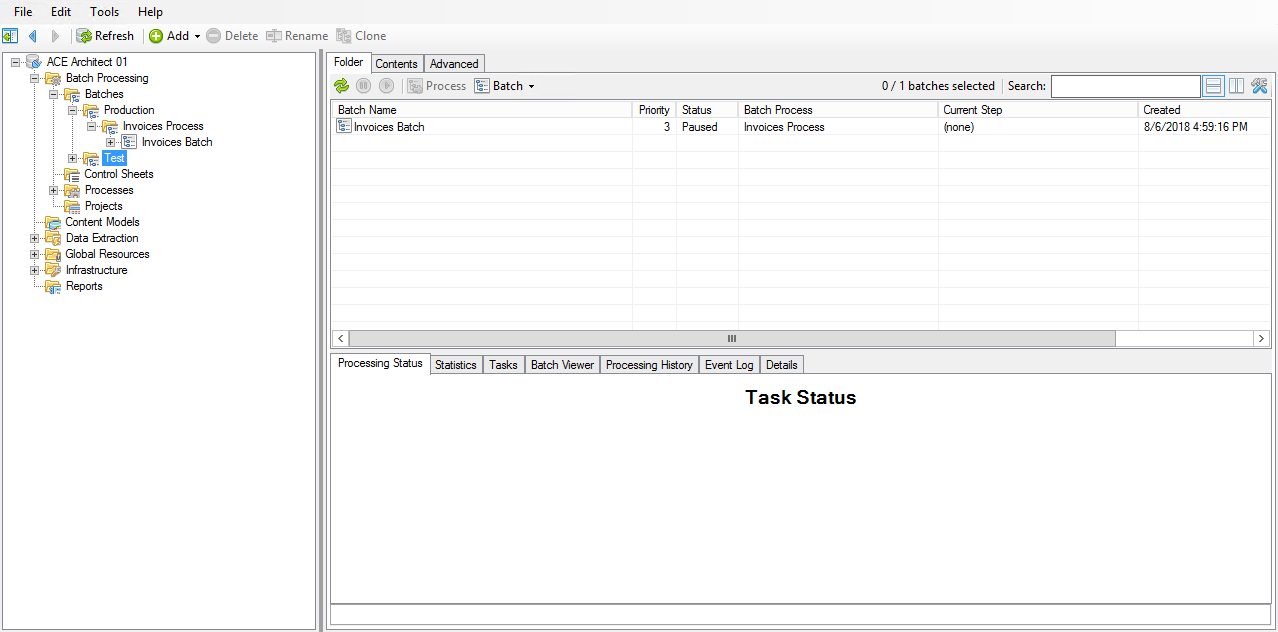 File Edit Tools Help
Refresh Add Delete Rename Clone
ACE Architect 01
Batch Processing
Batches
Production
Invoices Process
Invoices Batch
Test
Control Sheets
Processes
Projects
Content Models
Data Extraction
Global Resources
Infrastructure
Reports
Folder Contents Advanced
Process Batch 0 / 1 batches selected Search:
Batch Name Priority Status Batch Process Current Step Created
Invoices Batch 3 Paused Invoices Process (none) 8/6/2018 4:59:16 PM
Processing Status Statistics Tasks Batch Viewer Processing History Event Log Details
Task Status